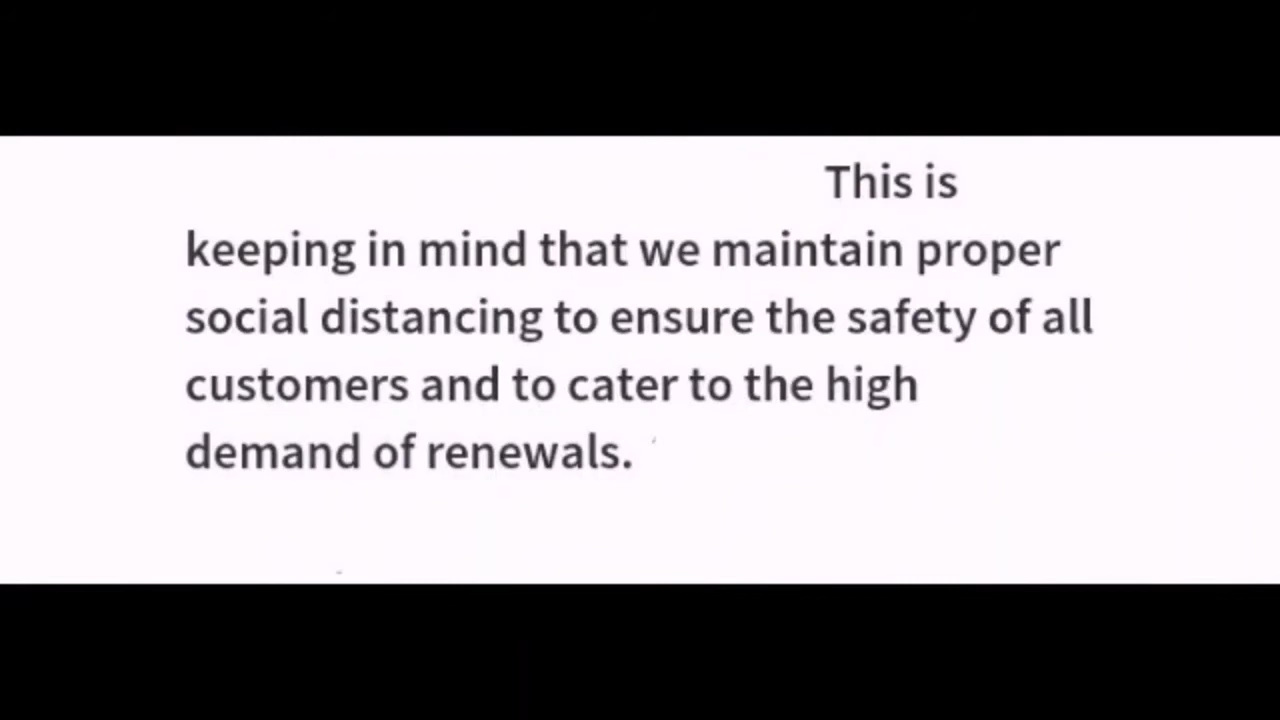 This is
keeping in mind that we maintain proper
social distancing to ensure the safety of all
customers and to cater to the high
demand of renewals.